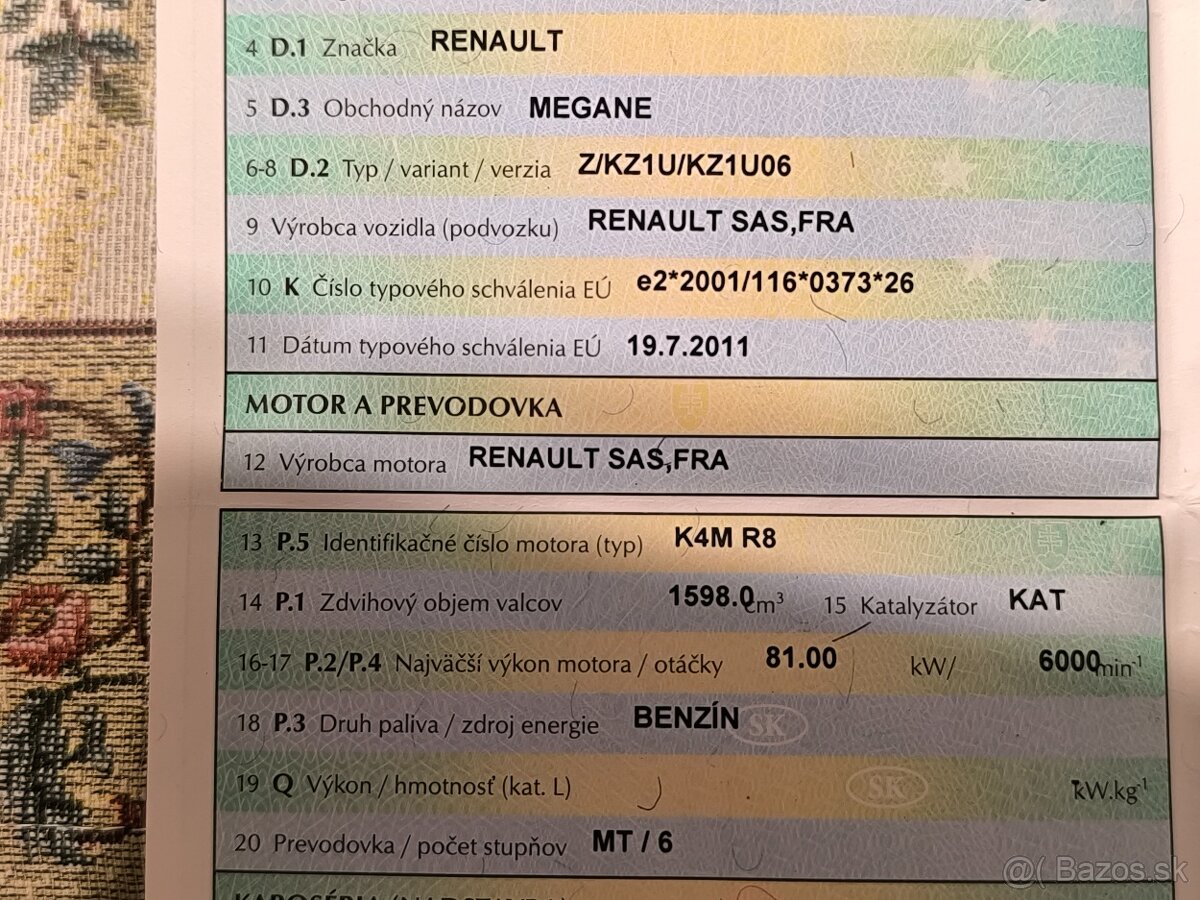 4 D.1 Značka RENAULT
5 D.3 Obchodný názov MEGANE
6-8 D.2 Typ / variant / verzia Z/KZ1U/KZ1U06
9 Výrobca vozidla (podvozku) RENAULT SAS,FRA
10 K Číslo typového schválenia EÚ e2*2001/116*0373*26
11 Dátum typového schválenia EÚ 19.7.2011
MOTOR A PREVODOVKA
12 Výrobca motora RENAULT SAS,FRA
13 P.5 Identifikačné číslo motora (typ) K4M R8
14 P.1 Zdvihový objem valcov 1598.0 cm³ 15 Katalyzátor KAT
16-17 P.2/P.4 Najväčší výkon motora / otáčky 81.00 kW/ 6000 min⁻¹
18 P.3 Druh paliva / zdroj energie BENZÍN SK
19 Q Výkon / hmotnosť (kat. L) SK kW.kg⁻¹
20 Prevodovka / počet stupňov MT / 6
@( Bazos.sk